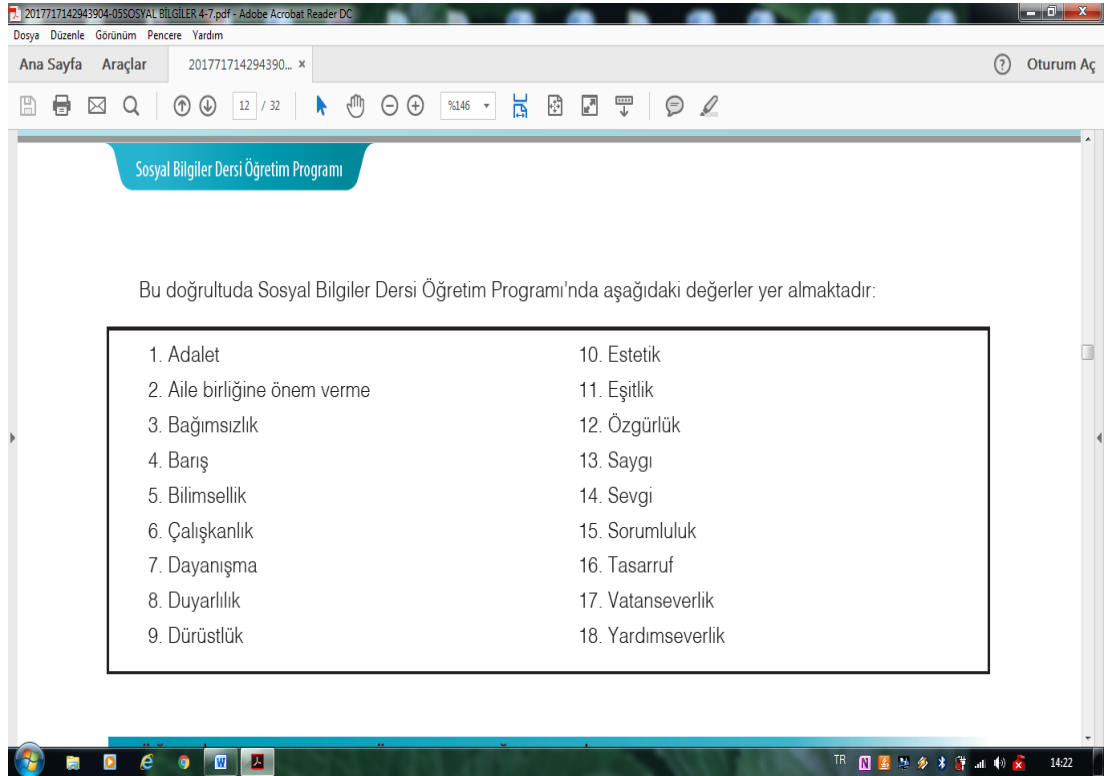 2017717142943904-05SOSYAL BİLGİLER 4-7.pdf - Adobe Acrobat Reader DC
Dosya Düzenle Görünüm Pencere Yardım
Ana Sayfa Araçlar 201771714294390... × ? Oturum Aç
12 / 32 %146
Sosyal Bilgiler Dersi Öğretim Programı
Bu doğrultuda Sosyal Bilgiler Dersi Öğretim Programı'nda aşağıdaki değerler yer almaktadır:
1. Adalet
2. Aile birliğine önem verme
3. Bağımsızlık
4. Barış
5. Bilimsellik
6. Çalışkanlık
7. Dayanışma
8. Duyarlılık
9. Dürüstlük
10. Estetik
11. Eşitlik
12. Özgürlük
13. Saygı
14. Sevgi
15. Sorumluluk
16. Tasarruf
17. Vatanseverlik
18. Yardımseverlik
TR 14:22